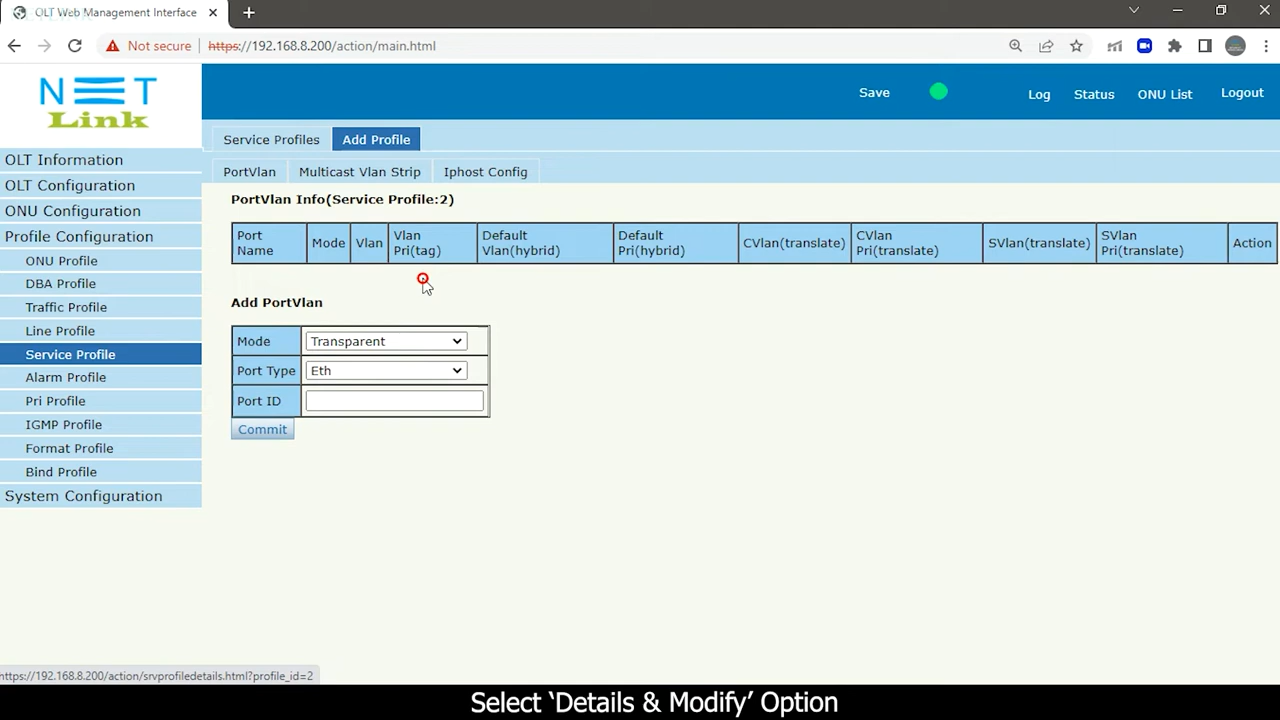 OLT Web Management Interface
Not secure
https://192.168.8.200/action/main.html
NET
Link
Save
Log
Status
ONU List
Logout
Service Profiles
Add Profile
OLT Information
OLT Configuration
ONU Configuration
Profile Configuration
ONU Profile
DBA Profile
Traffic Profile
Line Profile
Service Profile
Alarm Profile
Pri Profile
IGMP Profile
Format Profile
Bind Profile
System Configuration
PortVlan
Multicast Vlan Strip
Iphost Config
PortVlan Info(Service Profile:2)
Port Name
Mode
Vlan
Vlan Pri(tag)
Default Vlan(hybrid)
Default Pri(hybrid)
CVlan(translate)
CVlan Pri(translate)
SVlan(translate)
SVlan Pri(translate)
Action
Add PortVlan
Mode Transparent
Port Type Eth
Port ID
Commit
https://192.168.8.200/action/srvprofiledetails.html?profile_id=2
Select ‘Details & Modify’ Option